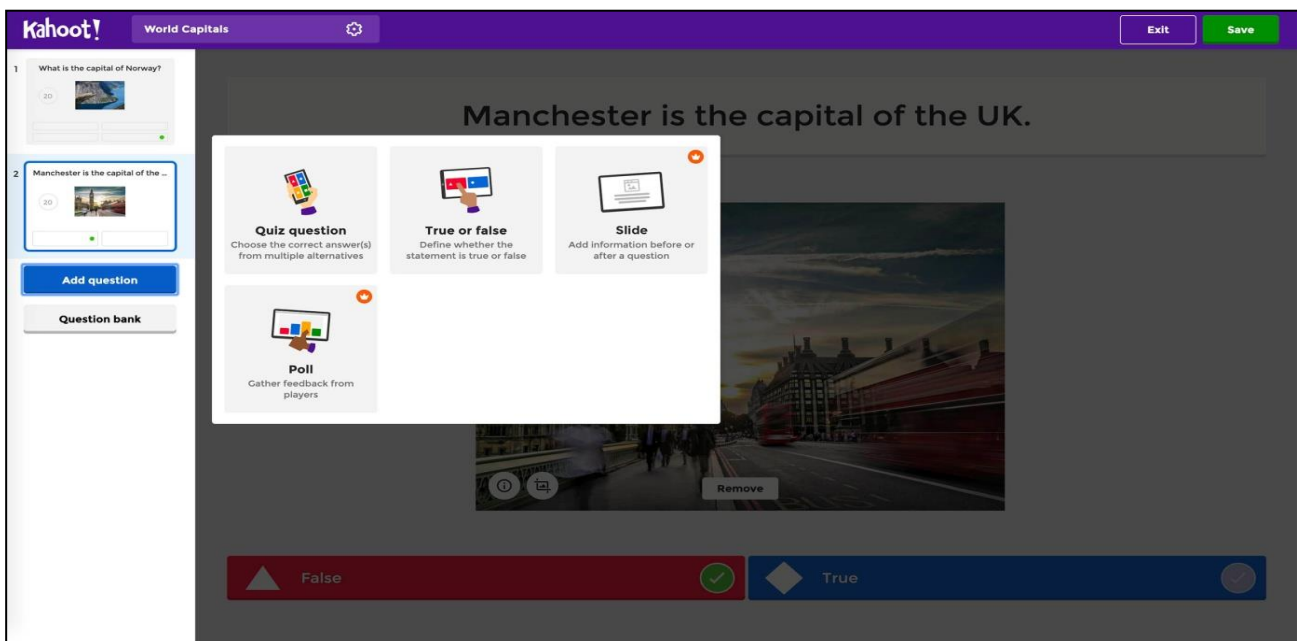 Kahoot!
World Capitals
Exit
Save
1
What is the capital of Norway?
20
2
Manchester is the capital of the ...
20
Add question
Question bank
Manchester is the capital of the UK.
Quiz question
Choose the correct answer(s)
from multiple alternatives
True or false
Define whether the
statement is true or false
Slide
Add information before or
after a question
Poll
Gather feedback from
players
Remove
False
True